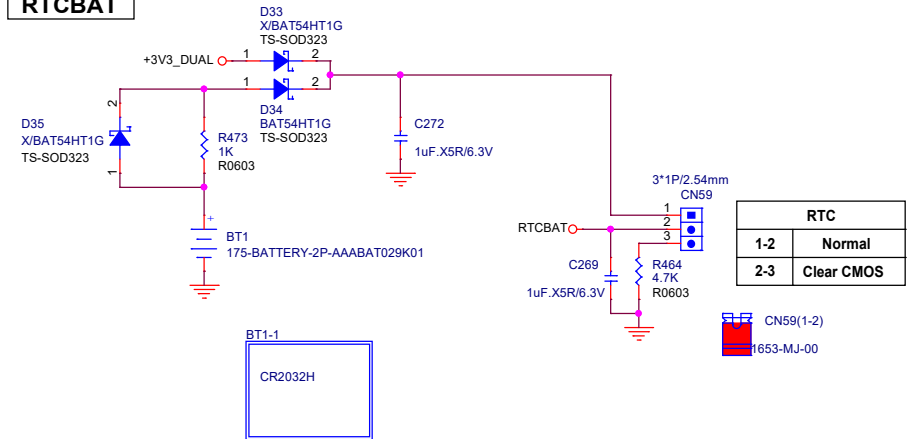 RTCBAT
D33
X/BAT54HT1G
TS-SOD323
+3V3_DUAL
1
2
1
2
D34
BAT54HT1G
TS-SOD323
D35
X/BAT54HT1G
TS-SOD323
2
1
R473
1K
R0603
C272
1uF.X5R/6.3V
+
BT1
175-BATTERY-2P-AAABAT029K01
3*1P/2.54mm
CN59
1
2
3
RTCBAT
C269
1uF.X5R/6.3V
R464
4.7K
R0603
RTC
1-2 Normal
2-3 Clear CMOS
CN59(1-2)
1653-MJ-00
BT1-1
CR2032H